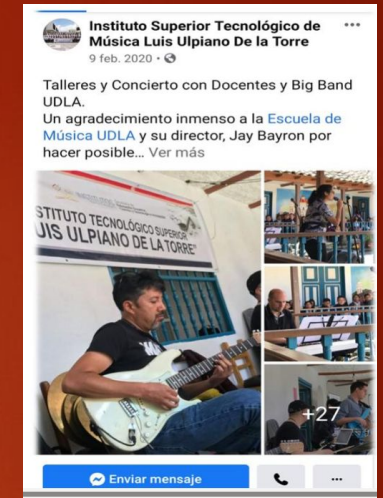 Instituto Superior Tecnológico de
Música Luis Ulpiano De la Torre
9 feb. 2020 ·
Talleres y Concierto con Docentes y Big Band
UDLA.
Un agradecimiento inmenso a la Escuela de
Música UDLA y su director, Jay Bayron por
hacer posible... Ver más
STITUTO TECNOLÓGICO SUPERIOR
UIS ULPIANO DE LA TORRE"
+27
Enviar mensaje